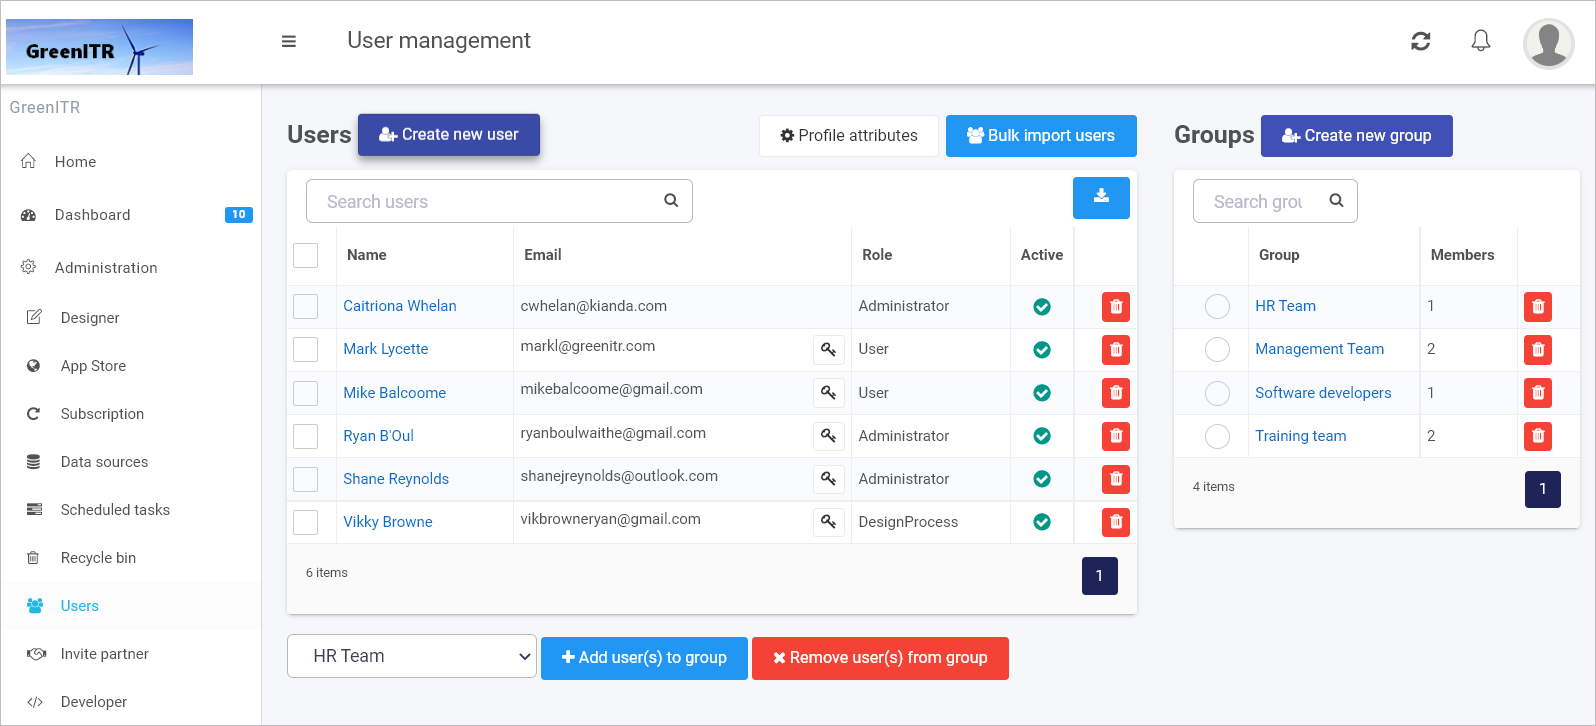 GreenITR
User management
GreenITR
Home
Dashboard 10
Administration
Designer
App Store
Subscription
Data sources
Scheduled tasks
Recycle bin
Users
Invite partner
Developer
Users Create new user Profile attributes Bulk import users
Search users
Name Email Role Active
Caitriona Whelan cwhelan@kianda.com Administrator
Mark Lycette markl@greenitr.com User
Mike Balcoome mikebalcoome@gmail.com User
Ryan B'Oul ryanboulwaithe@gmail.com Administrator
Shane Reynolds shanejreynolds@outlook.com Administrator
Vikky Browne vikbrowneryan@gmail.com DesignProcess
6 items 1
HR Team Add user(s) to group Remove user(s) from group
Groups Create new group
Search grou
Group Members
HR Team 1
Management Team 2
Software developers 1
Training team 2
4 items 1